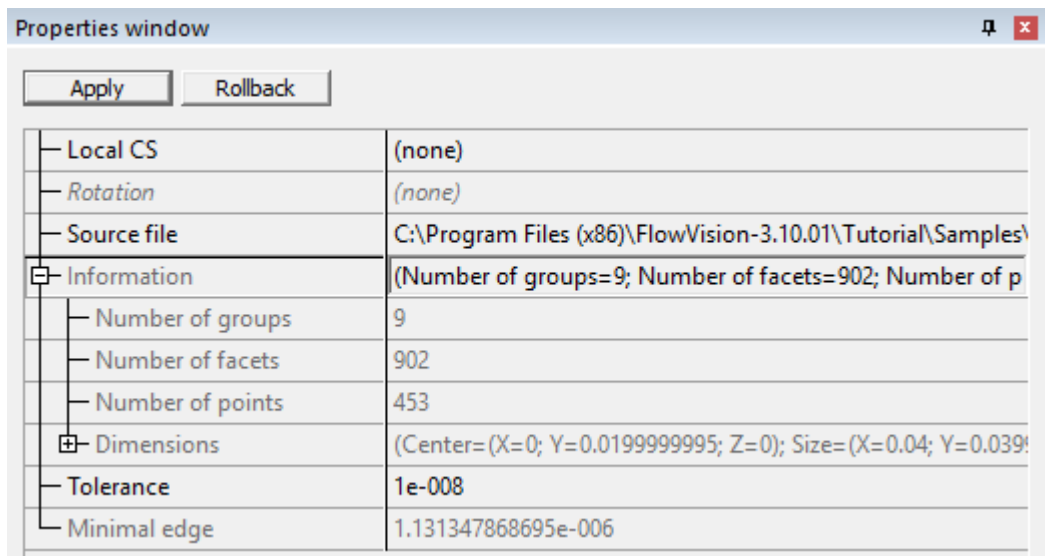 Properties window
Apply Rollback
Local CS (none)
Rotation (none)
Source file C:\Program Files (x86)\FlowVision-3.10.01\Tutorial\Samples\
Information (Number of groups=9; Number of facets=902; Number of p
Number of groups 9
Number of facets 902
Number of points 453
Dimensions (Center=(X=0; Y=0.0199999995; Z=0); Size=(X=0.04; Y=0.039
Tolerance 1e-008
Minimal edge 1.131347868695e-006